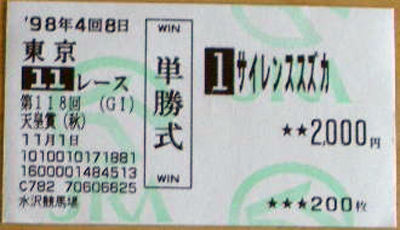 '98年4回8日
東京
11レース
第118回 (GⅠ)
天皇賞(秋)
11月1日
1010010171881
1600001484513
C782 70606625
水沢競馬場
WIN
単勝式
WIN
1 サイレンススズカ
★★2,000円
★★★200枚